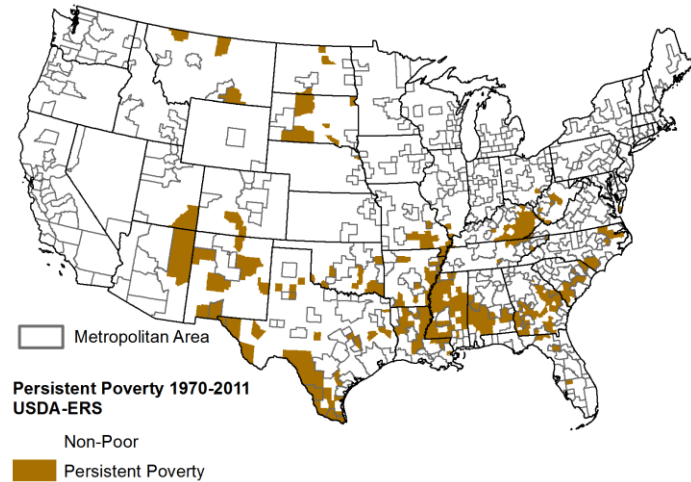 Metropolitan Area
Persistent Poverty 1970-2011
USDA-ERS
Non-Poor
Persistent Poverty